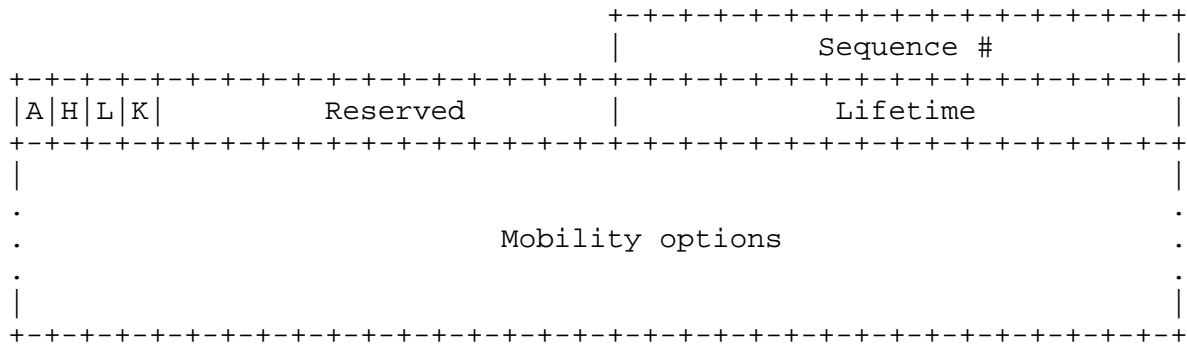 +-+-+-+-+-+-+-+-+-+-+-+-+-+-+-+-+
|          Sequence #           |
+-+-+-+-+-+-+-+-+-+-+-+-+-+-+-+-+-+-+-+-+-+-+-+-+-+-+-+-+-+-+-+-+
|A|H|L|K|        Reserved       |           Lifetime            |
+-+-+-+-+-+-+-+-+-+-+-+-+-+-+-+-+-+-+-+-+-+-+-+-+-+-+-+-+-+-+-+-+
|                                                               |
.                                                               .
.                        Mobility options                       .
.                                                               .
|                                                               |
+-+-+-+-+-+-+-+-+-+-+-+-+-+-+-+-+-+-+-+-+-+-+-+-+-+-+-+-+-+-+-+-+